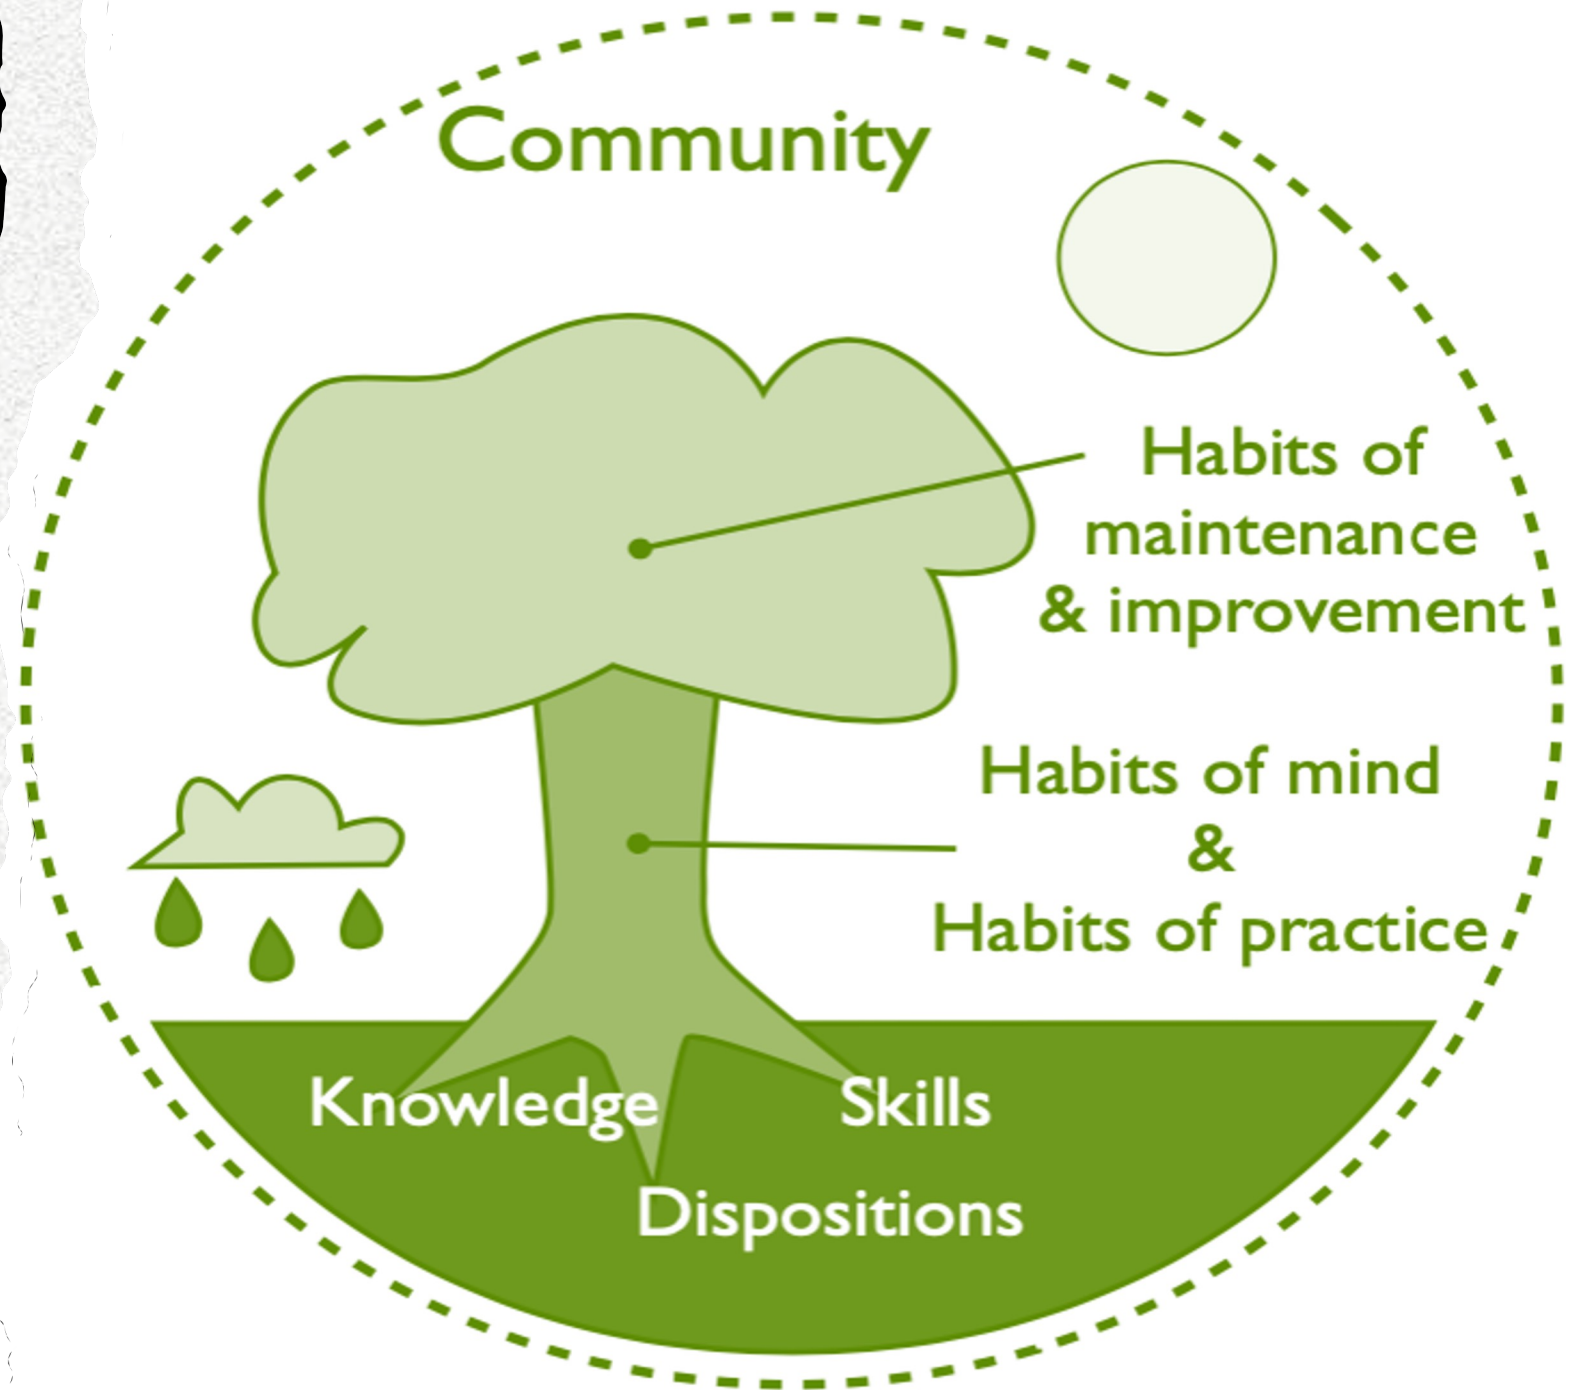 Community
Habits of
maintenance
& improvement
Habits of mind
&
Habits of practice
Knowledge
Skills
Dispositions